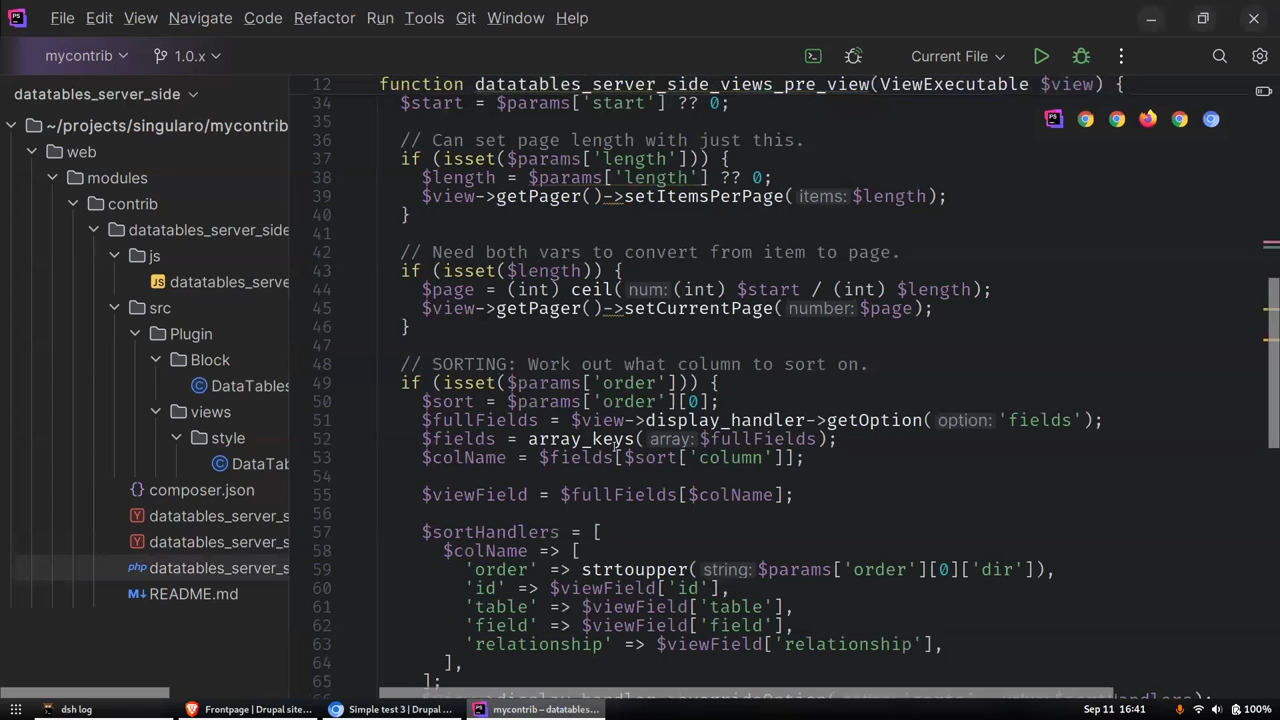 File Edit View Navigate Code Refactor Run Tools Git Window Help
mycontrib 1.0.x Current File
datatables_server_side
~/projects/singularo/mycontrib
web
modules
contrib
datatables_server_side
js
datatables_serve
src
Plugin
Block
DataTables
views
style
DataTab
composer.json
datatables_server_s
datatables_server_s
datatables_server_s
README.md
12 function datatables_server_side_views_pre_view(ViewExecutable $view) {
34 $start = $params['start'] ?? 0;
35
36 // Can set page length with just this.
37 if (isset($params['length'])) {
38 $length = $params['length'] ?? 0;
39 $view->getPager()->setItemsPerPage( items: $length);
40 }
41
42 // Need both vars to convert from item to page.
43 if (isset($length)) {
44 $page = (int) ceil( num: (int) $start / (int) $length);
45 $view->getPager()->setCurrentPage( number: $page);
46 }
47
48 // SORTING: Work out what column to sort on.
49 if (isset($params['order'])) {
50 $sort = $params['order'][0];
51 $fullFields = $view->display_handler->getOption( option: 'fields');
52 $fields = array_keys( array: $fullFields);
53 $colName = $fields[$sort['column']];
54
55 $viewField = $fullFields[$colName];
56
57 $sortHandlers = [
58 $colName => [
59 'order' => strtoupper( string: $params['order'][0]['dir']),
60 'id' => $viewField['id'],
61 'table' => $viewField['table'],
62 'field' => $viewField['field'],
63 'relationship' => $viewField['relationship'],
64 ],
65 ];
dsh log Frontpage | Drupal site... Simple test 3 | Drupal ... mycontrib – datatables... Sep 11 16:41 100%